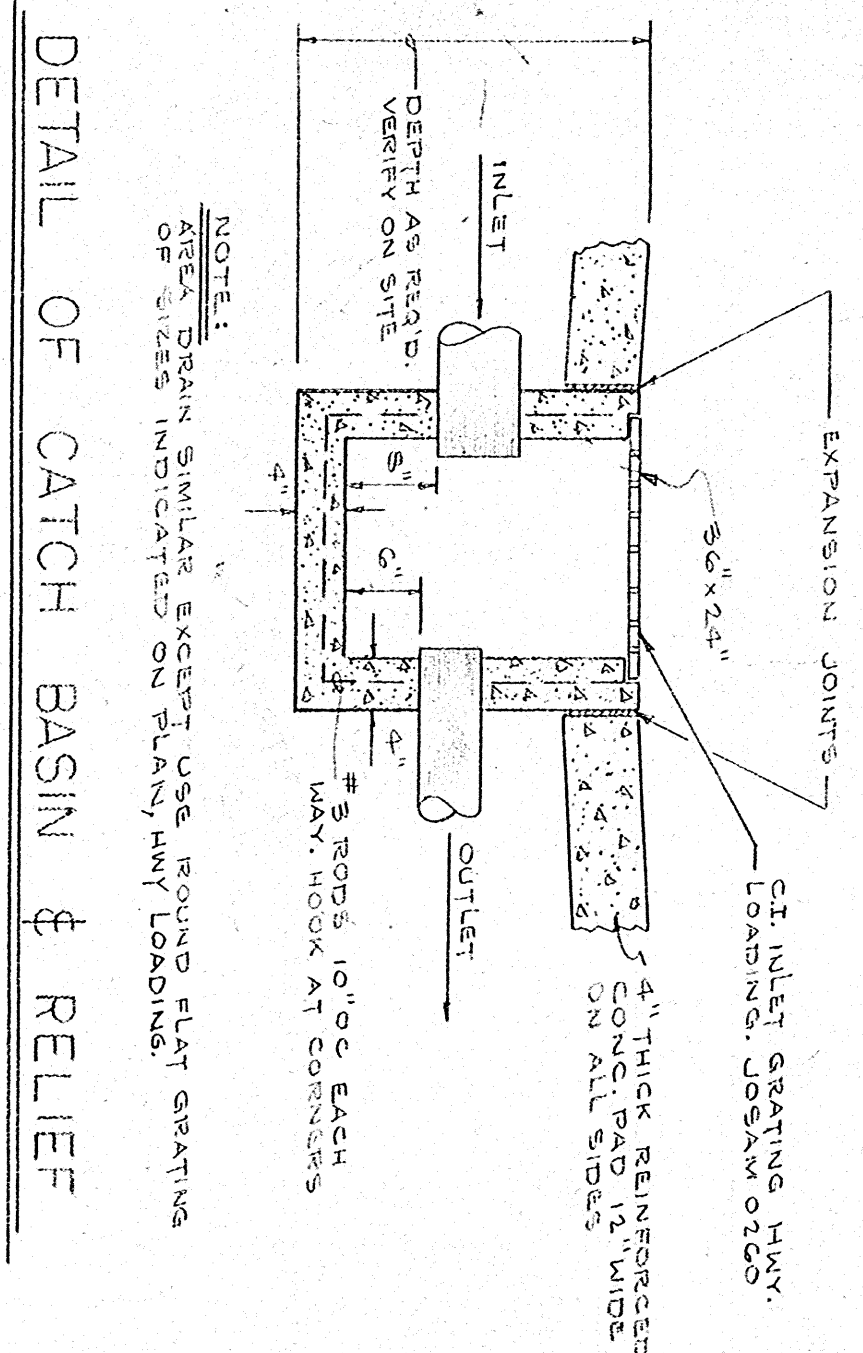 EXPANSION JOINTS
C.I. INLET GRATING HWY.
LOADING. JOSAM 0260
36"x24"
4" THICK REINFORCED
CONC. PAD 12" WIDE
ON ALL SIDES
INLET
OUTLET
DEPTH AS REQ'D.
VERIFY ON SITE
8"
6"
4"
4"
#3 RODS 10"OC EACH
WAY. HOOK AT CORNERS
NOTE:
AREA DRAIN SIMILAR EXCEPT USE ROUND FLAT GRATING
OF SIZES INDICATED ON PLAN, HWY LOADING.
DETAIL OF CATCH BASIN & RELIEF